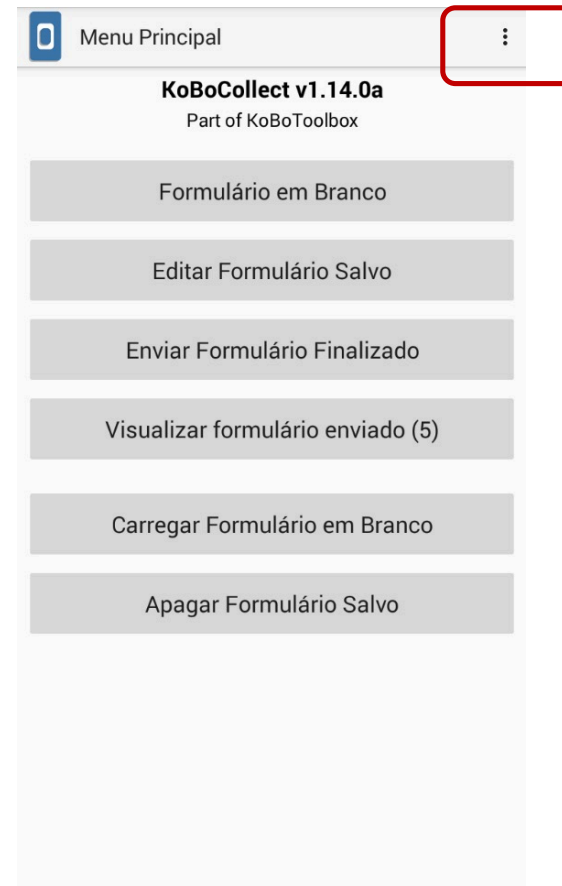 Menu Principal
KoBoCollect v1.14.0a
Part of KoBoToolbox
Formulário em Branco
Editar Formulário Salvo
Enviar Formulário Finalizado
Visualizar formulário enviado (5)
Carregar Formulário em Branco
Apagar Formulário Salvo